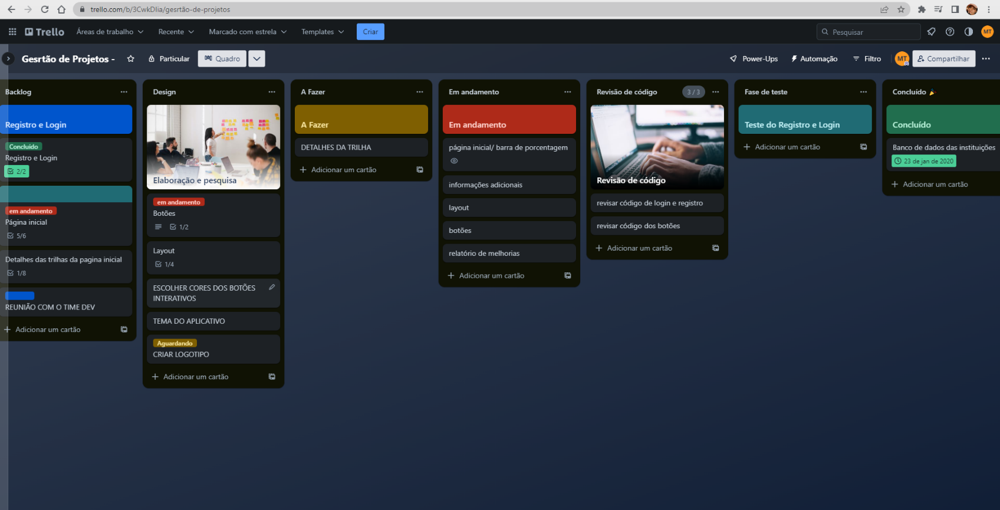 trello.com/b/3CwkDIia/gesrtão-de-projetos
Trello
Áreas de trabalho
Recente
Marcado com estrela
Templates
Criar
Pesquisar
MT
Gesrtão de Projetos -
Particular
Quadro
Power-Ups
Automação
Filtro
MT
Compartilhar
Backlog
Registro e Login
Concluído
Registro e Login
2/2
em andamento
Página inicial
5/6
Detalhes das trilhas da pagina inicial
1/8
REUNIÃO COM O TIME DEV
+ Adicionar um cartão
Design
Elaboração e pesquisa
em andamento
Botões
1/2
Layout
1/4
ESCOLHER CORES DOS BOTÕES
INTERATIVOS
TEMA DO APLICATIVO
Aguardando
CRIAR LOGOTIPO
+ Adicionar um cartão
A Fazer
A Fazer
DETALHES DA TRILHA
+ Adicionar um cartão
Em andamento
Em andamento
página inicial/ barra de porcentagem
informações adicionais
layout
botões
relatório de melhorias
+ Adicionar um cartão
Revisão de código
3 / 3
Revisão de código
revisar código de login e registro
revisar código dos botões
+ Adicionar um cartão
Fase de teste
Teste do Registro e Login
+ Adicionar um cartão
Concluído 🎉
Concluído
Banco de dados das instituições
23 de jan de 2020
+ Adicionar um cartão